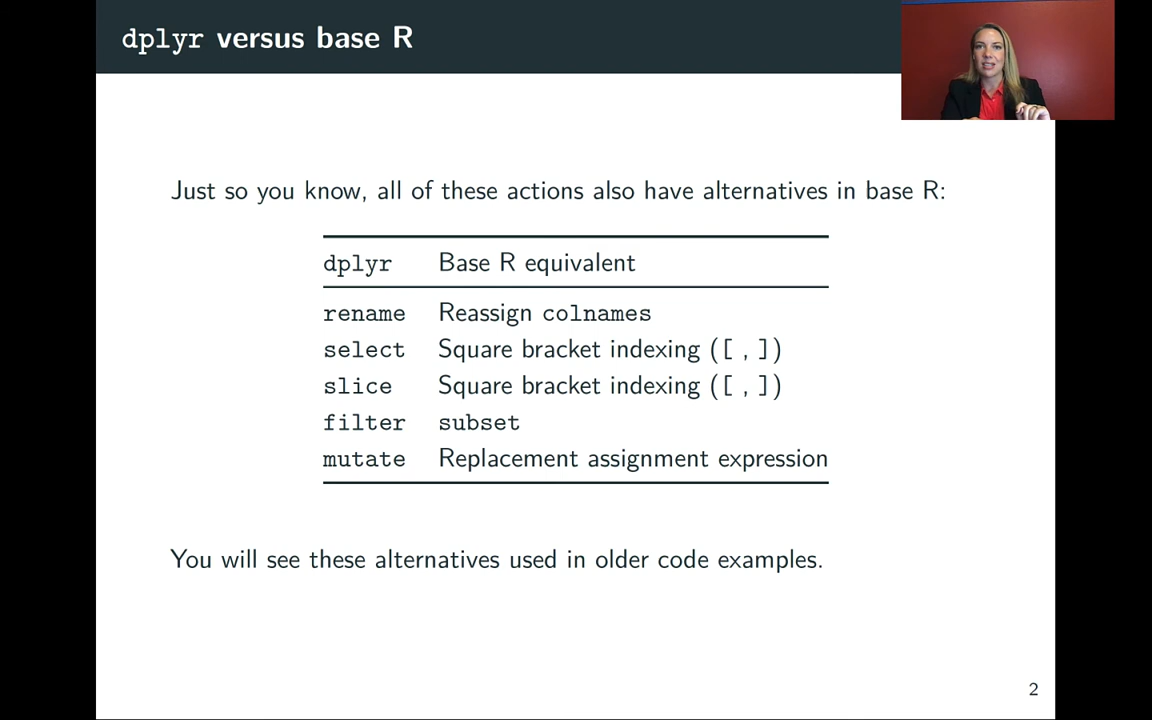 dplyr versus base R
Just so you know, all of these actions also have alternatives in base R:
dplyr Base R equivalent
rename Reassign colnames
select Square bracket indexing ([ , ])
slice Square bracket indexing ([ , ])
filter subset
mutate Replacement assignment expression
You will see these alternatives used in older code examples.
2